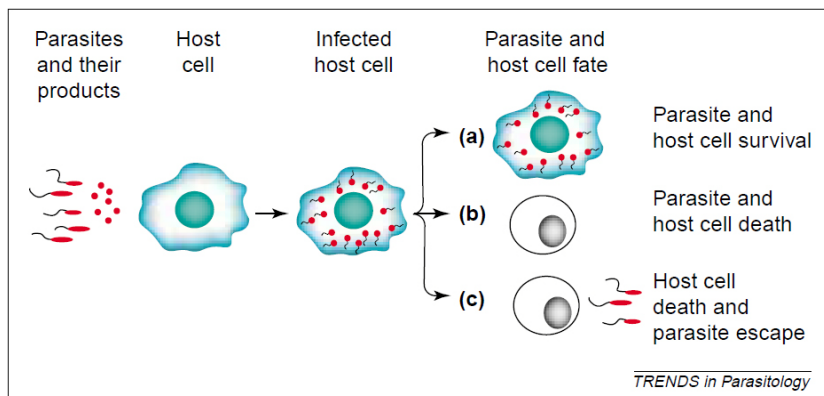 Parasites
and their
products
Host
cell
Infected
host cell
Parasite and
host cell fate
(a)
Parasite and
host cell survival
(b)
Parasite and
host cell death
(c)
Host cell
death and
parasite escape
TRENDS in Parasitology